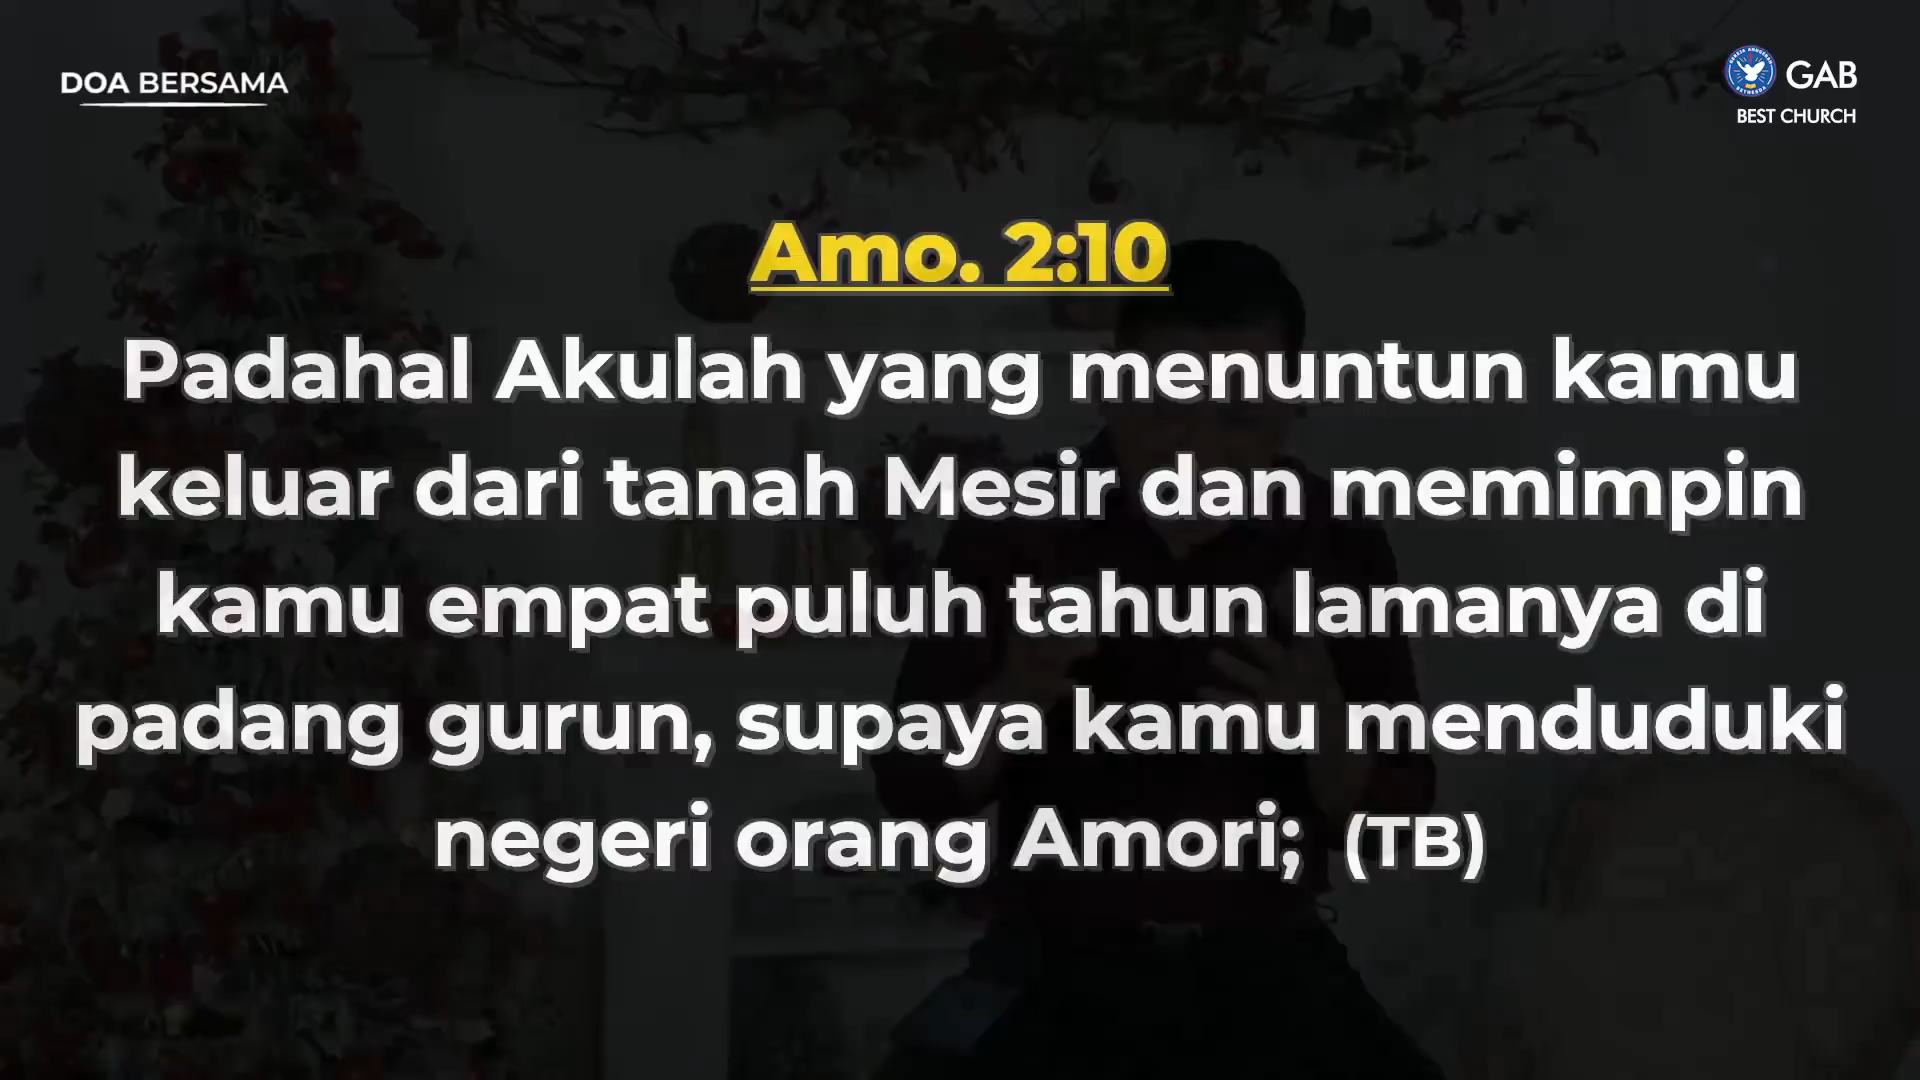 DOA BERSAMA
GAB
BEST CHURCH
Amo. 2:10
Padahal Akulah yang menuntun kamu
keluar dari tanah Mesir dan memimpin
kamu empat puluh tahun lamanya di
padang gurun, supaya kamu menduduki
negeri orang Amori; (TB)